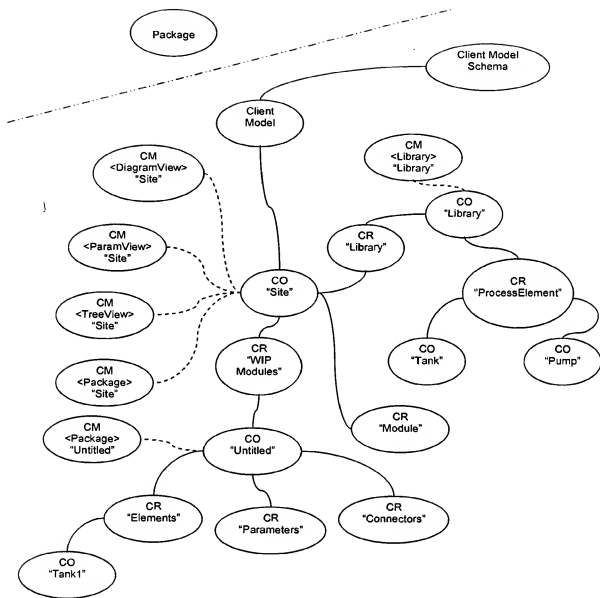 Package
Client Model
Schema
Client
Model
CM
<DiagramView>
"Site"
CM
<Library>
"Library"
CO
"Library"
CM
<ParamView>
"Site"
CR
"Library"
CO
"Site"
CR
"ProcessElement"
CM
<TreeView>
"Site"
CO
"Tank"
CO
"Pump"
CR
"WIP
Modules"
CM
<Package>
"Site"
CM
<Package>
"Untitled"
CO
"Untitled"
CR
"Module"
CR
"Elements"
CR
"Parameters"
CR
"Connectors"
CO
"Tank1"